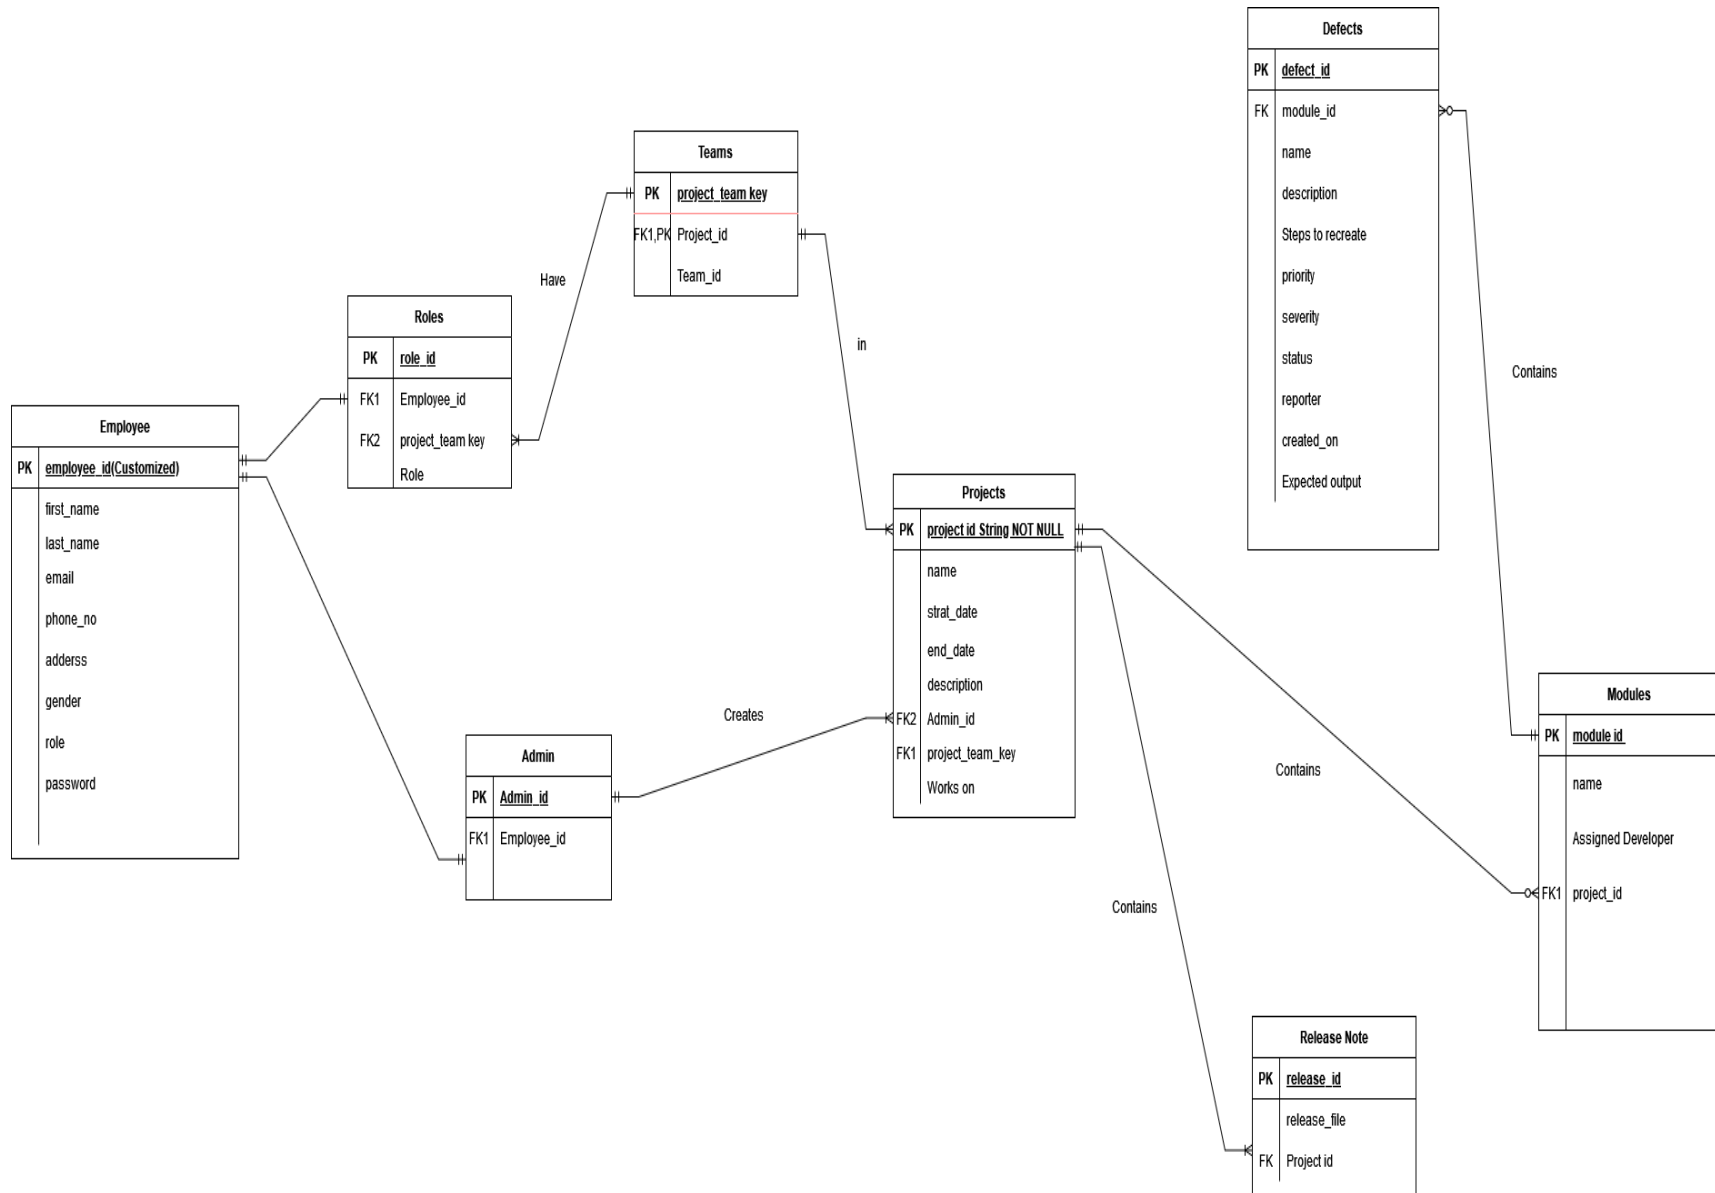 Defects
PK defect_id
FK module_id
name
description
Steps to recreate
priority
severity
status
reporter
created_on
Expected output
Teams
PK project_team key
FK1,PK Project_id
Team_id
Have
in
Contains
Roles
PK role_id
FK1 Employee_id
FK2 project_team key
Role
Employee
PK employee_id(Customized)
first_name
last_name
email
phone_no
adderss
gender
role
password
Projects
PK project id String NOT NULL
name
strat_date
end_date
description
FK2 Admin_id
FK1 project_team_key
Works on
Creates
Admin
PK Admin_id
FK1 Employee_id
Contains
Contains
Modules
PK module id
name
Assigned Developer
FK1 project_id
Release Note
PK release_id
release_file
FK Project id